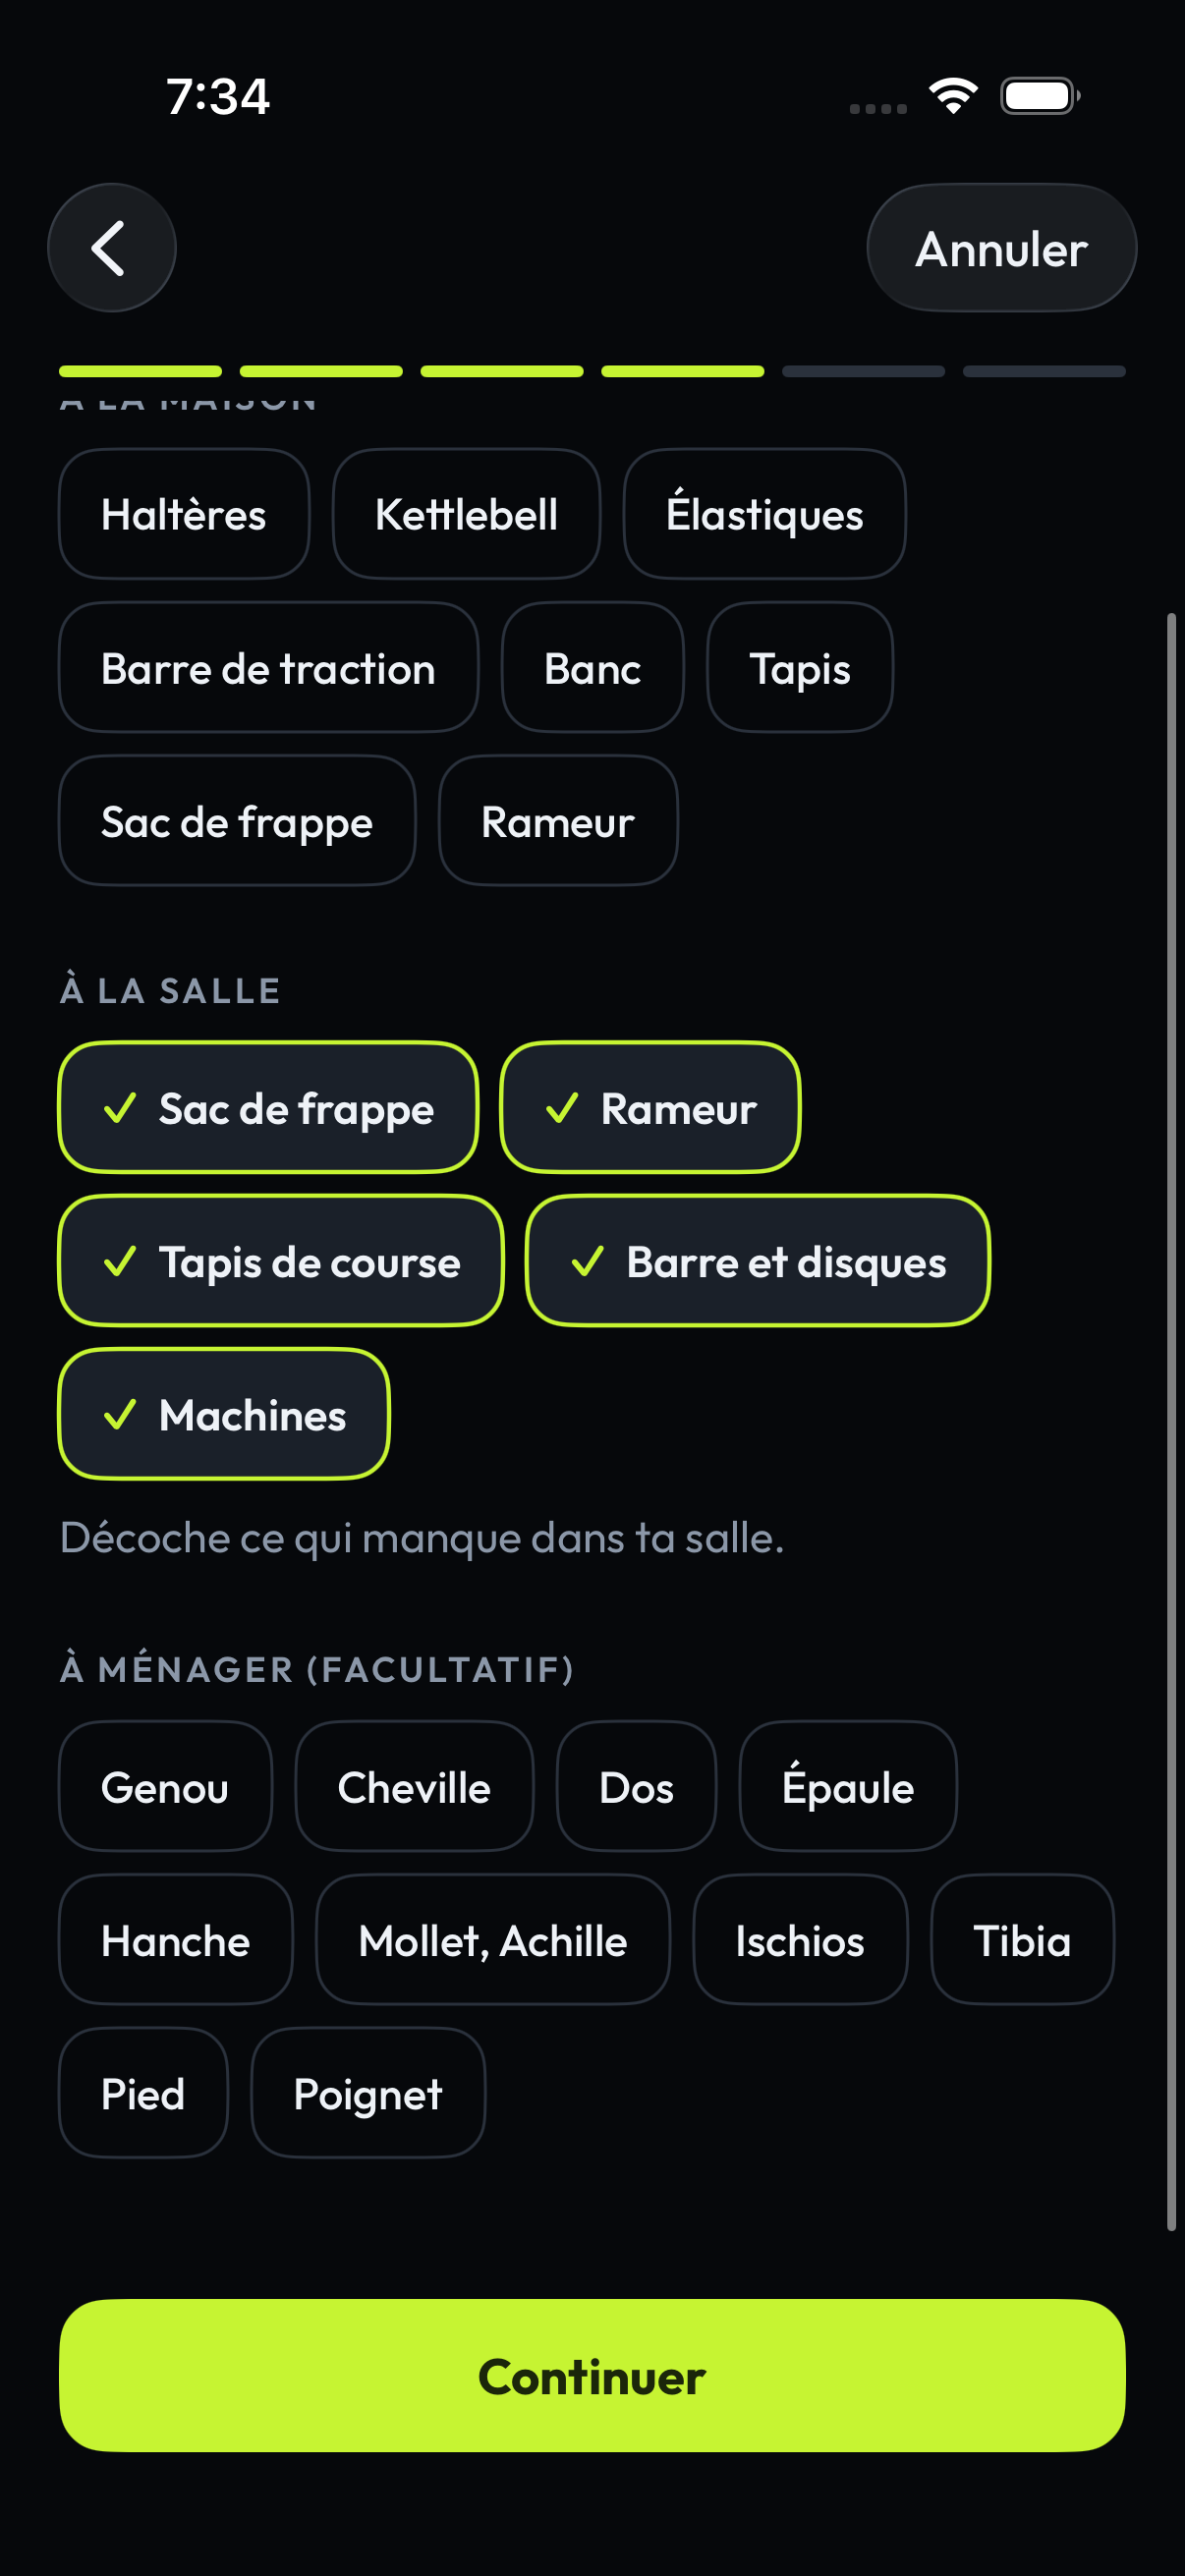 7:34
Annuler
À LA MAISON
Haltères
Kettlebell
Élastiques
Barre de traction
Banc
Tapis
Sac de frappe
Rameur
À LA SALLE
Sac de frappe
Rameur
Tapis de course
Barre et disques
Machines
Décoche ce qui manque dans ta salle.
À MÉNAGER (FACULTATIF)
Genou
Cheville
Dos
Épaule
Hanche
Mollet, Achille
Ischios
Tibia
Pied
Poignet
Continuer